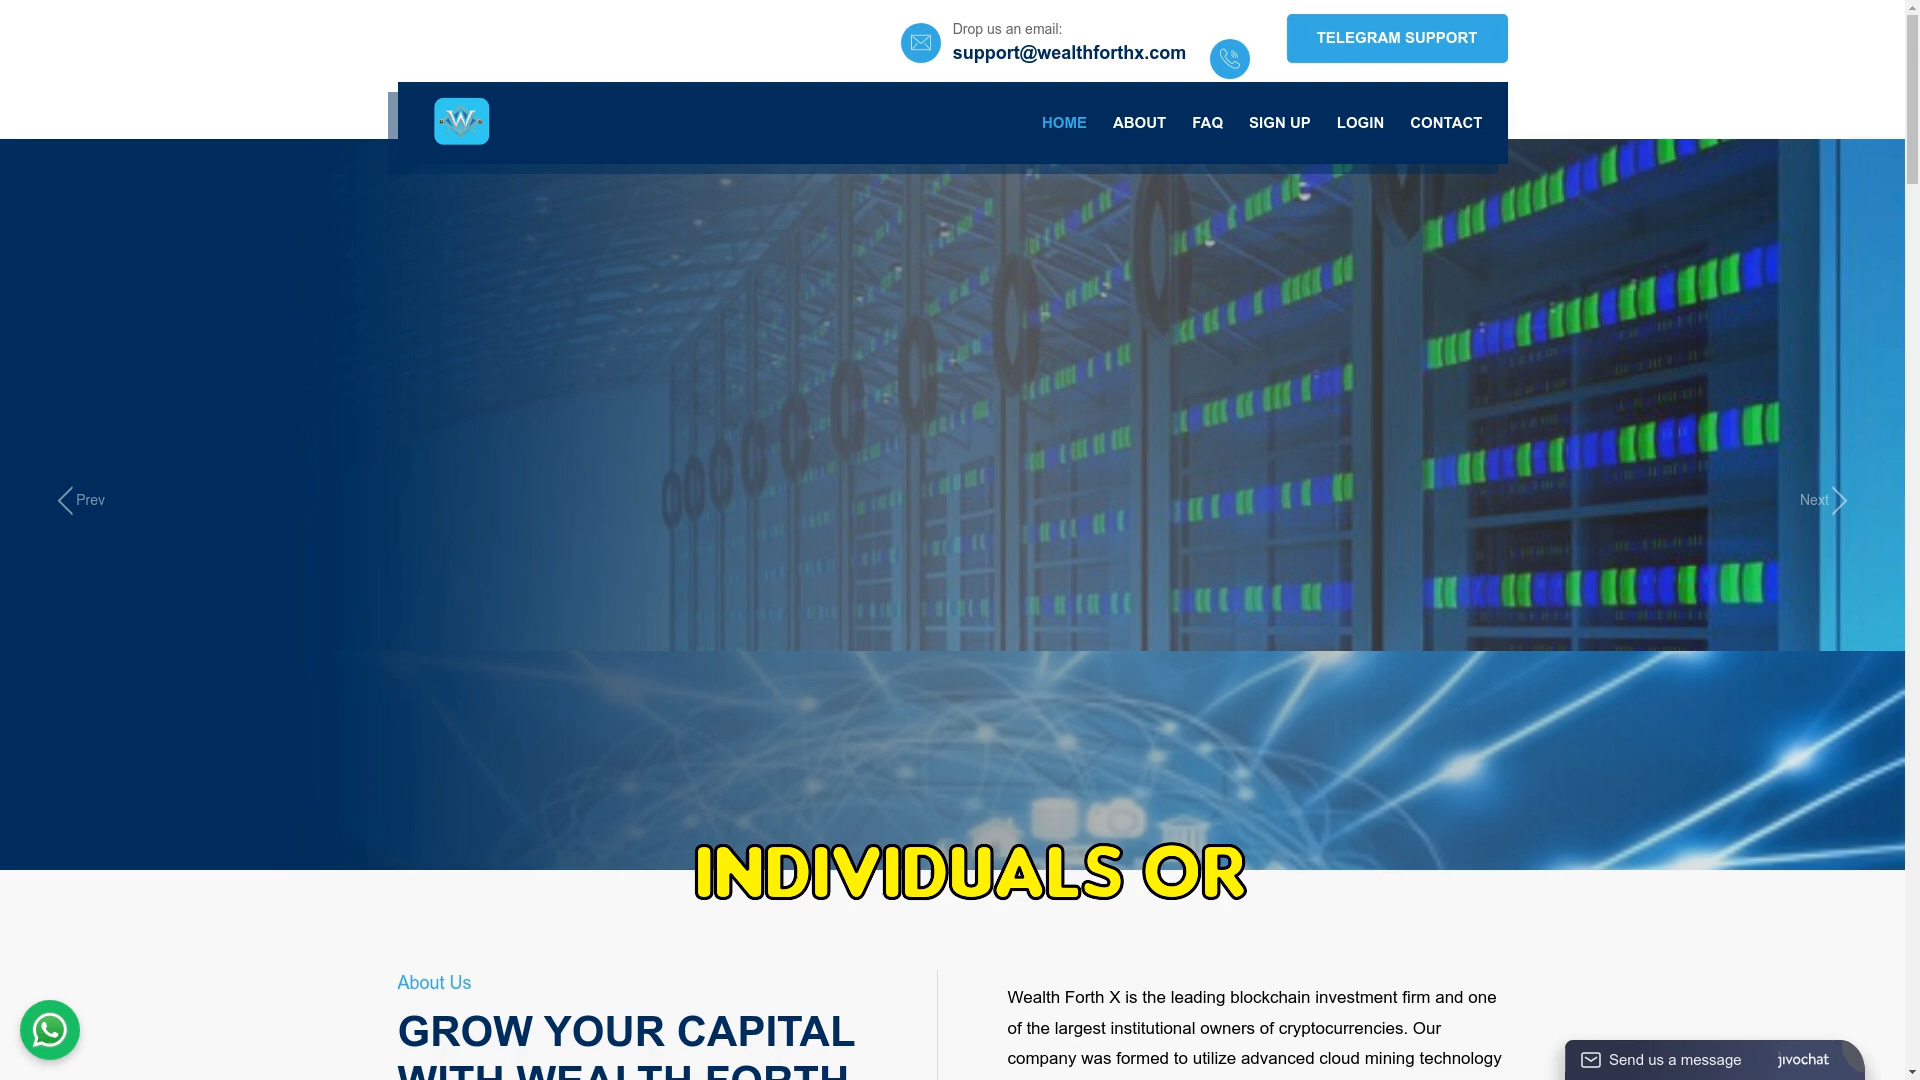 Drop us an email:
support@wealthforthx.com
TELEGRAM SUPPORT
W
HOME
ABOUT
FAQ
SIGN UP
LOGIN
CONTACT
Prev
Next
INDIVIDUALS OR
About Us
GROW YOUR CAPITAL
WITH WEALTH FORTH
Wealth Forth X is the leading blockchain investment firm and one
of the largest institutional owners of cryptocurrencies. Our
company was formed to utilize advanced cloud mining technology
Send us a message
jivochat